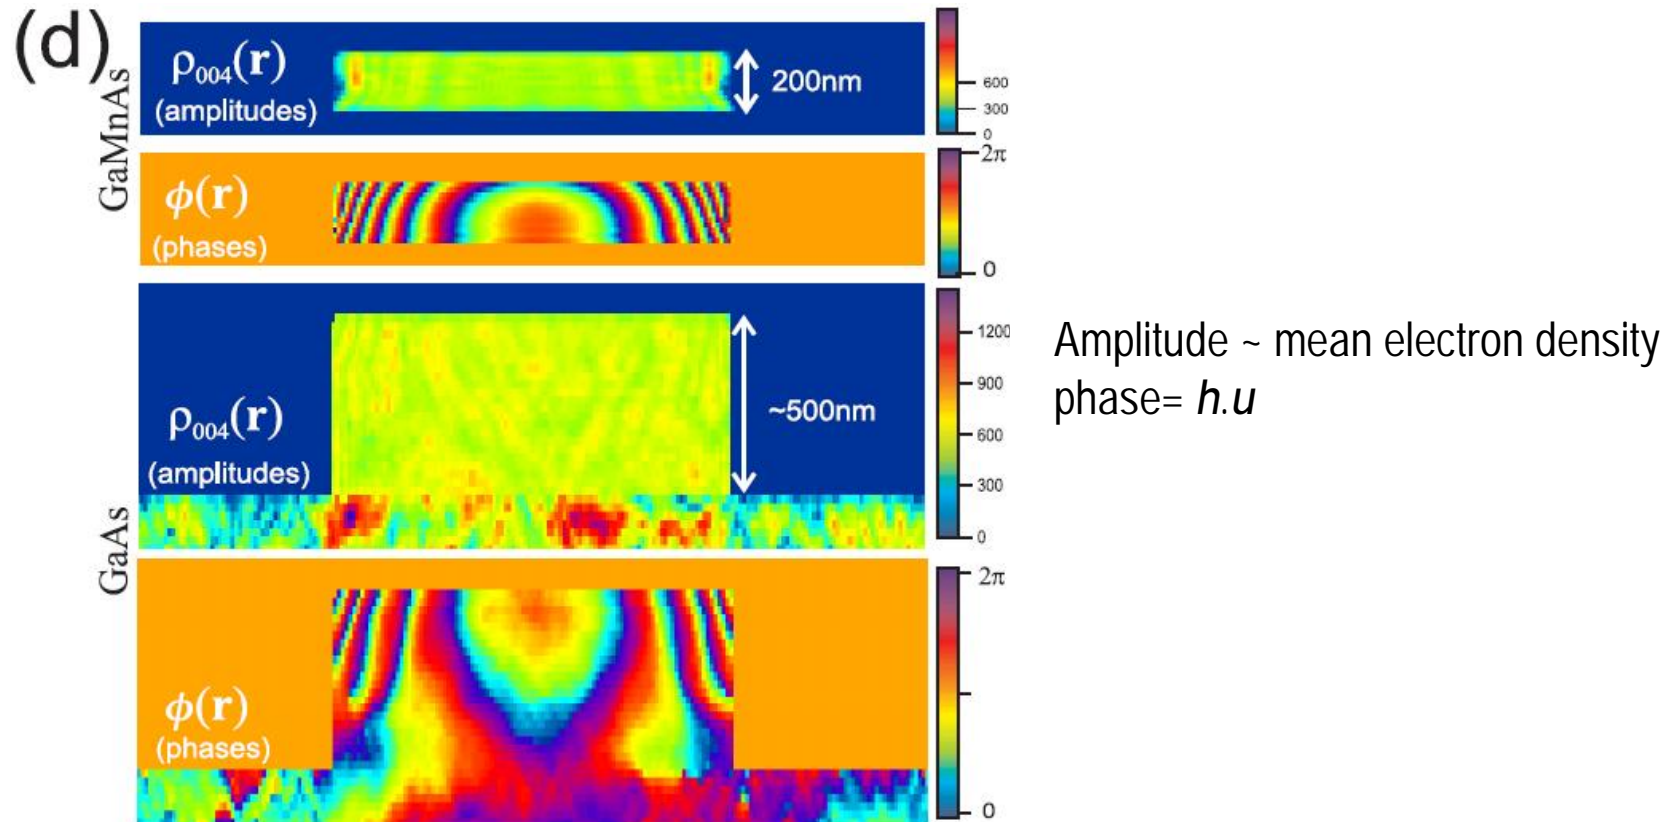 (d)
GaMnAs
ρ004(r)
(amplitudes)
200nm
600
300
0
ϕ(r)
(phases)
2π
0
GaAs
ρ004(r)
(amplitudes)
~500nm
1200
900
600
300
0
Amplitude ~ mean electron density
phase= h.u
ϕ(r)
(phases)
2π
0